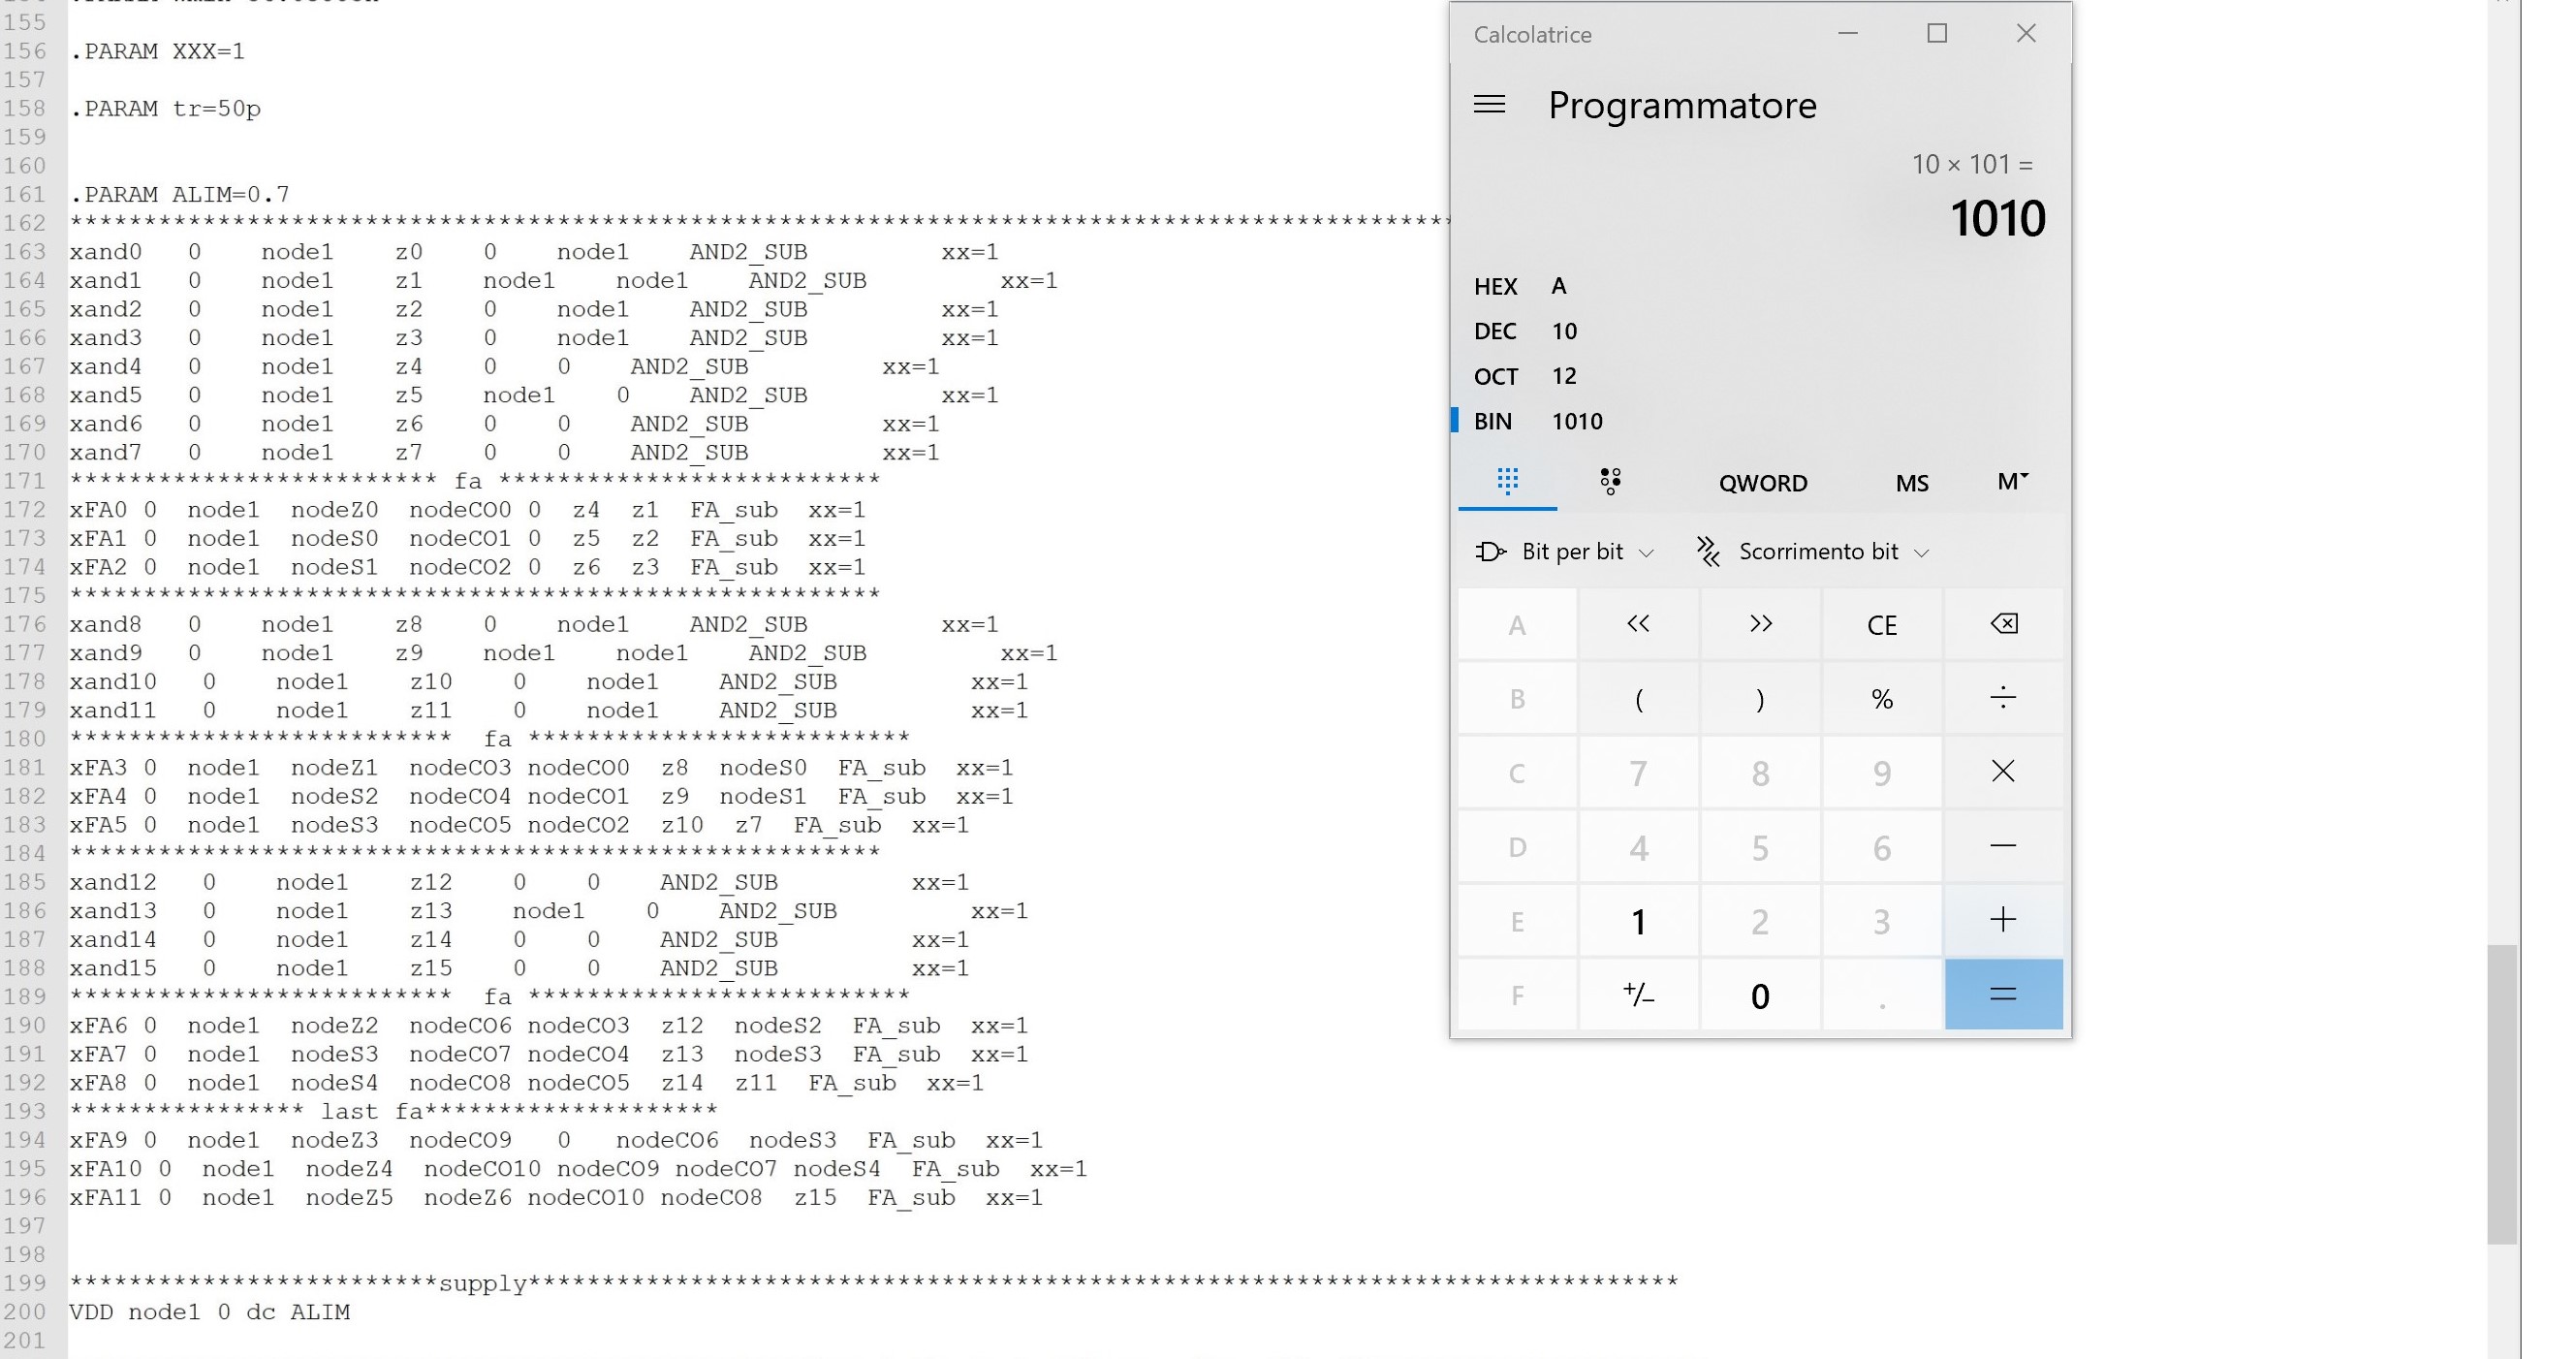 155
156 .PARAM XXX=1
157
158 .PARAM tr=50p
159
160
161 .PARAM ALIM=0.7
162 **********************************************************************************************
163 xand0 0 node1 z0 0 node1 AND2_SUB xx=1
164 xand1 0 node1 z1 node1 node1 AND2_SUB xx=1
165 xand2 0 node1 z2 0 node1 AND2_SUB xx=1
166 xand3 0 node1 z3 0 node1 AND2_SUB xx=1
167 xand4 0 node1 z4 0 0 AND2_SUB xx=1
168 xand5 0 node1 z5 node1 0 AND2_SUB xx=1
169 xand6 0 node1 z6 0 0 AND2_SUB xx=1
170 xand7 0 node1 z7 0 0 AND2_SUB xx=1
171 ************************* fa **************************
172 xFA0 0 node1 nodeZ0 nodeCO0 0 z4 z1 FA_sub xx=1
173 xFA1 0 node1 nodeS0 nodeCO1 0 z5 z2 FA_sub xx=1
174 xFA2 0 node1 nodeS1 nodeCO2 0 z6 z3 FA_sub xx=1
175 *******************************************************
176 xand8 0 node1 z8 0 node1 AND2_SUB xx=1
177 xand9 0 node1 z9 node1 node1 AND2_SUB xx=1
178 xand10 0 node1 z10 0 node1 AND2_SUB xx=1
179 xand11 0 node1 z11 0 node1 AND2_SUB xx=1
180 ************************** fa **************************
181 xFA3 0 node1 nodeZ1 nodeCO3 nodeCO0 z8 nodeS0 FA_sub xx=1
182 xFA4 0 node1 nodeS2 nodeCO4 nodeCO1 z9 nodeS1 FA_sub xx=1
183 xFA5 0 node1 nodeS3 nodeCO5 nodeCO2 z10 z7 FA_sub xx=1
184 *******************************************************
185 xand12 0 node1 z12 0 0 AND2_SUB xx=1
186 xand13 0 node1 z13 node1 0 AND2_SUB xx=1
187 xand14 0 node1 z14 0 0 AND2_SUB xx=1
188 xand15 0 node1 z15 0 0 AND2_SUB xx=1
189 ************************** fa **************************
190 xFA6 0 node1 nodeZ2 nodeCO6 nodeCO3 z12 nodeS2 FA_sub xx=1
191 xFA7 0 node1 nodeS3 nodeCO7 nodeCO4 z13 nodeS3 FA_sub xx=1
192 xFA8 0 node1 nodeS4 nodeCO8 nodeCO5 z14 z11 FA_sub xx=1
193 **************** last fa********************
194 xFA9 0 node1 nodeZ3 nodeCO9 0 nodeCO6 nodeS3 FA_sub xx=1
195 xFA10 0 node1 nodeZ4 nodeCO10 nodeCO9 nodeCO7 nodeS4 FA_sub xx=1
196 xFA11 0 node1 nodeZ5 nodeZ6 nodeCO10 nodeCO8 z15 FA_sub xx=1
197
198
199 *************************supply******************************************************************************
200 VDD node1 0 dc ALIM
201
Calcolatrice
Programmatore
10 × 101 =
1010
HEX A
DEC 10
OCT 12
BIN 1010
QWORD MS M
Bit per bit Scorrimento bit
A << >> CE
B ( ) % ÷
C 7 8 9 ×
D 4 5 6 −
E 1 2 3 +
F +/− 0 . =